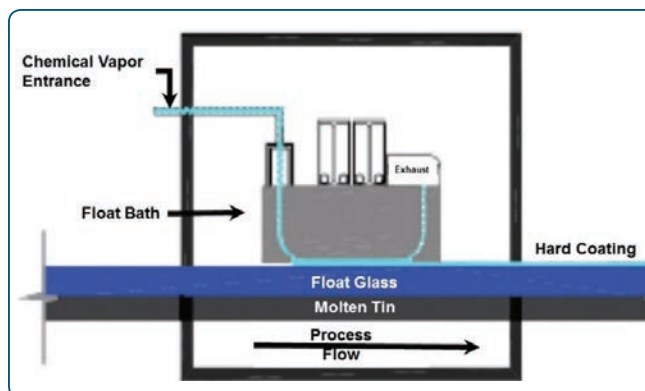 Chemical Vapor
Entrance
Exhaust
Float Bath
Hard Coating
Float Glass
Molten Tin
Process
Flow